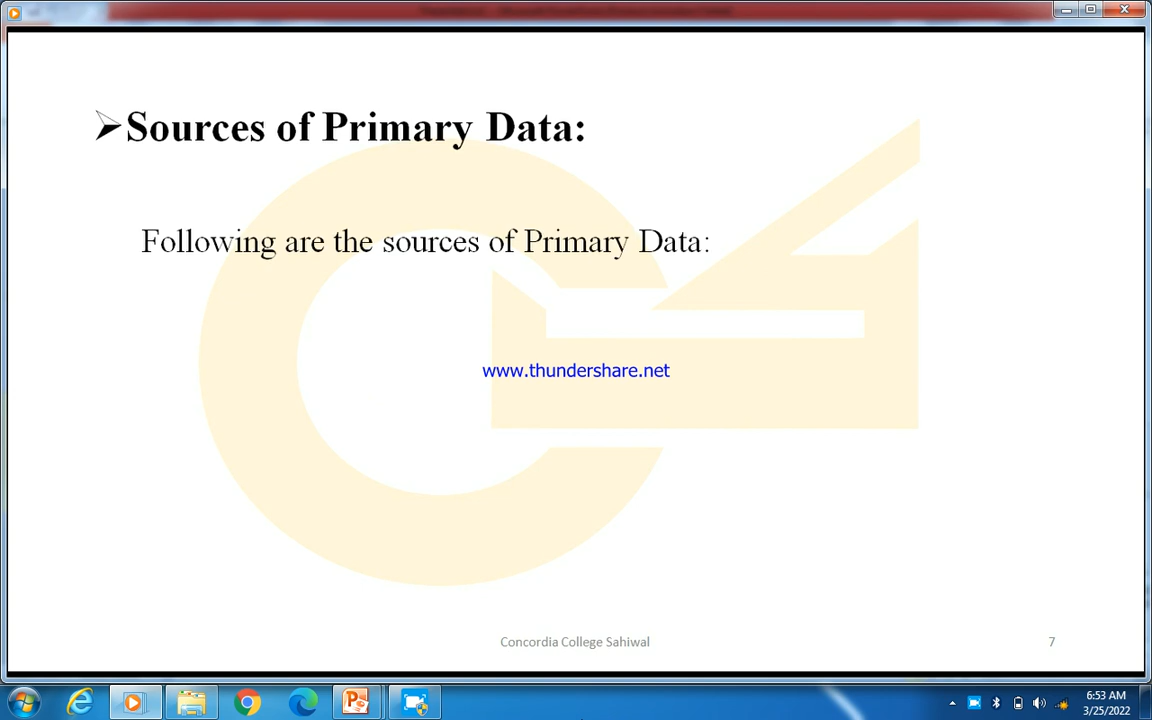 ➢Sources of Primary Data:
Following are the sources of Primary Data:
www.thundershare.net
Concordia College Sahiwal
7
6:53 AM
3/25/2022